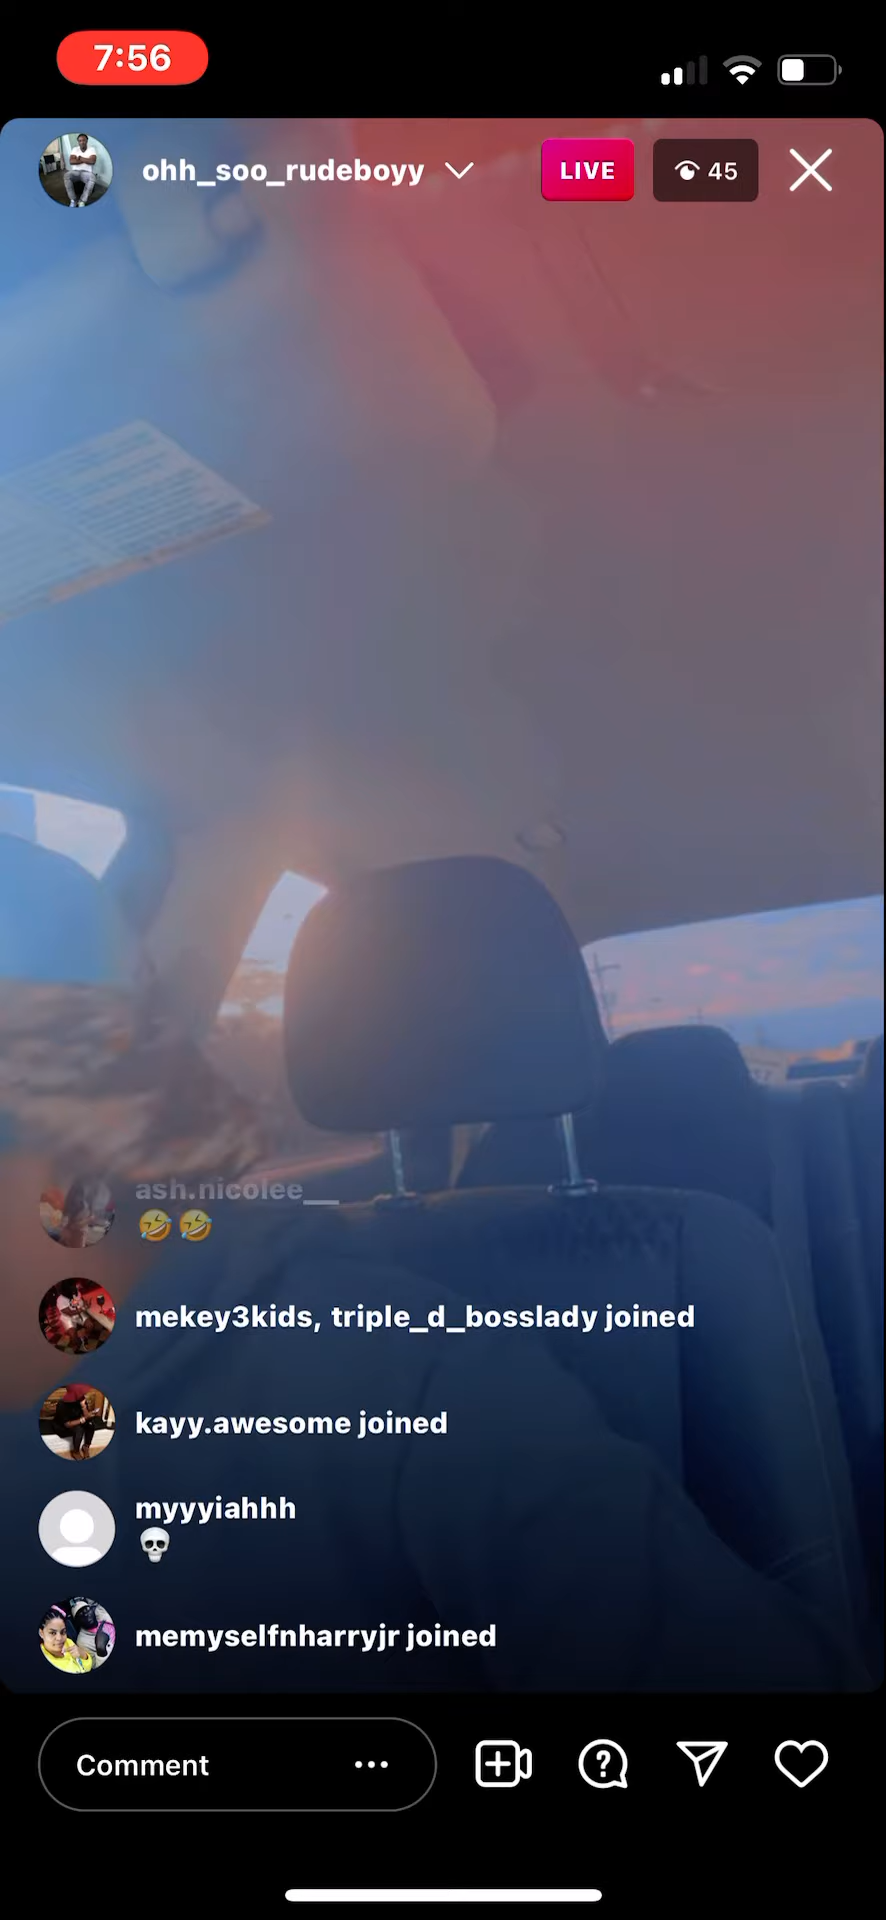 7:56
ohh_soo_rudeboyy
LIVE
45
ash.nicolee__
🤣🤣
mekey3kids, triple_d_bosslady joined
kayy.awesome joined
myyyiahhh
💀
memyselfnharryjr joined
Comment